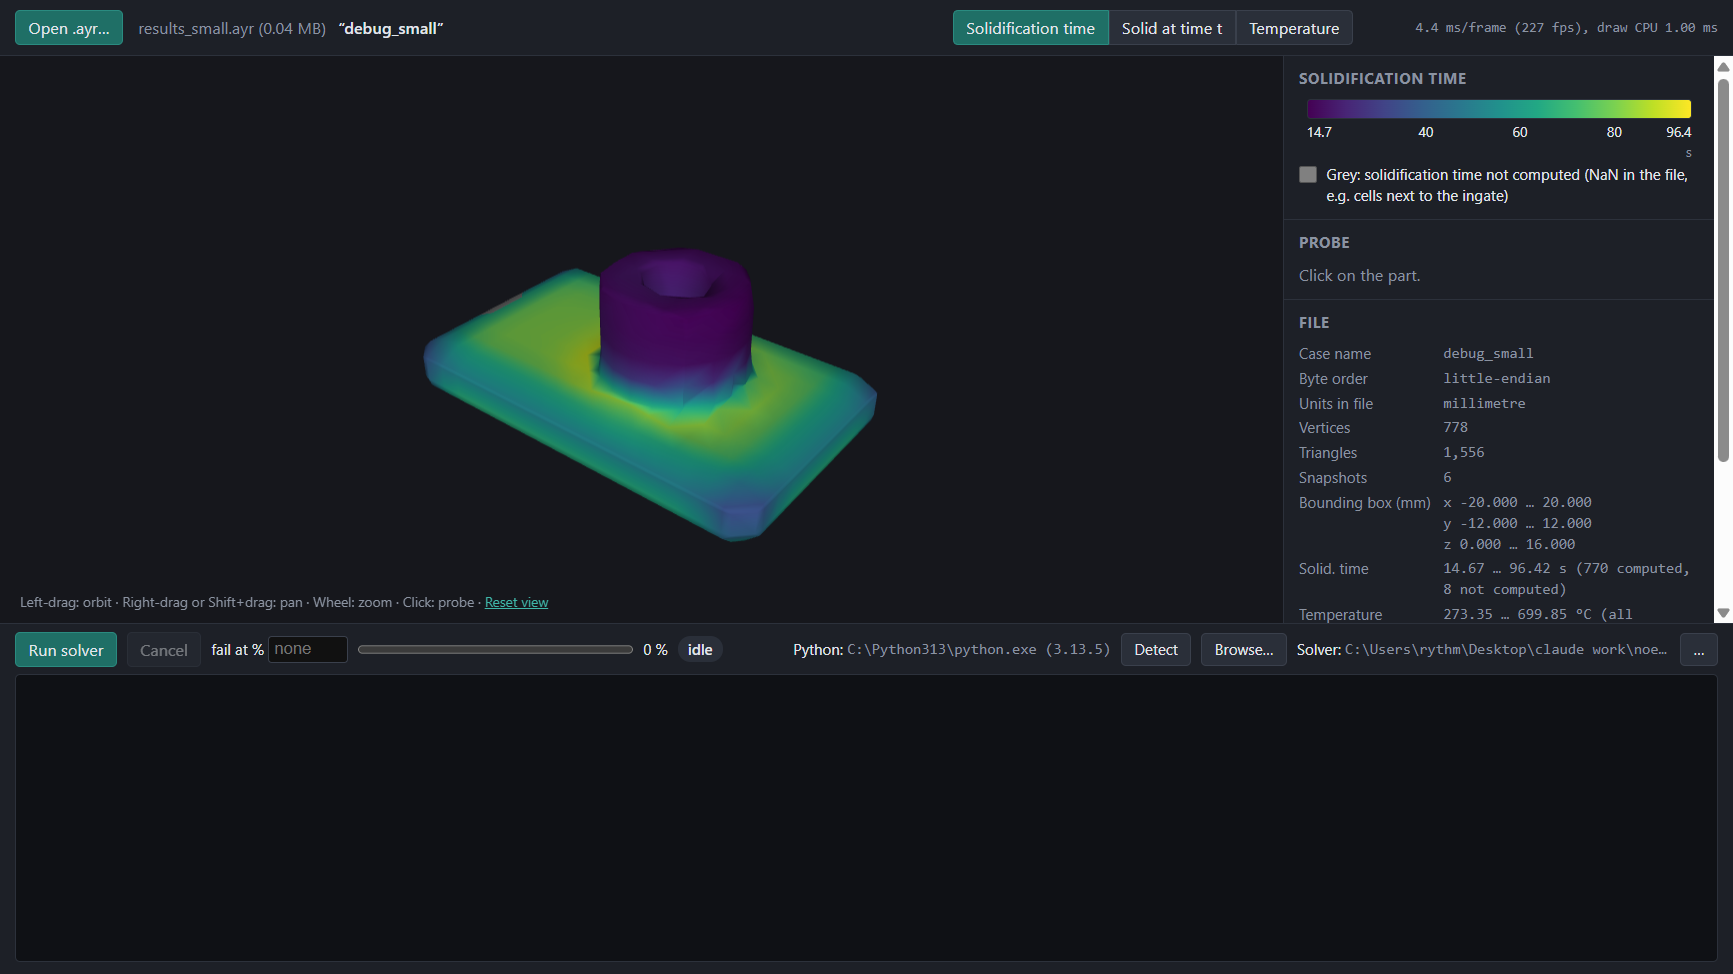 Open .ayr... results_small.ayr (0.04 MB) “debug_small” Solidification time Solid at time t Temperature 4.4 ms/frame (227 fps), draw CPU 1.00 ms
SOLIDIFICATION TIME
14.7 40 60 80 96.4
s
Grey: solidification time not computed (NaN in the file,
e.g. cells next to the ingate)
PROBE
Click on the part.
FILE
Case name debug_small
Byte order little-endian
Units in file millimetre
Vertices 778
Triangles 1,556
Snapshots 6
Bounding box (mm) x -20.000 … 20.000
y -12.000 … 12.000
z 0.000 … 16.000
Solid. time 14.67 … 96.42 s (770 computed,
8 not computed)
Temperature 273.35 … 699.85 °C (all
Left-drag: orbit · Right-drag or Shift+drag: pan · Wheel: zoom · Click: probe · Reset view
Run solver Cancel fail at % none 0 % idle Python: C:\Python313\python.exe (3.13.5) Detect Browse... Solver: C:\Users\rythm\Desktop\claude work\noe… ...